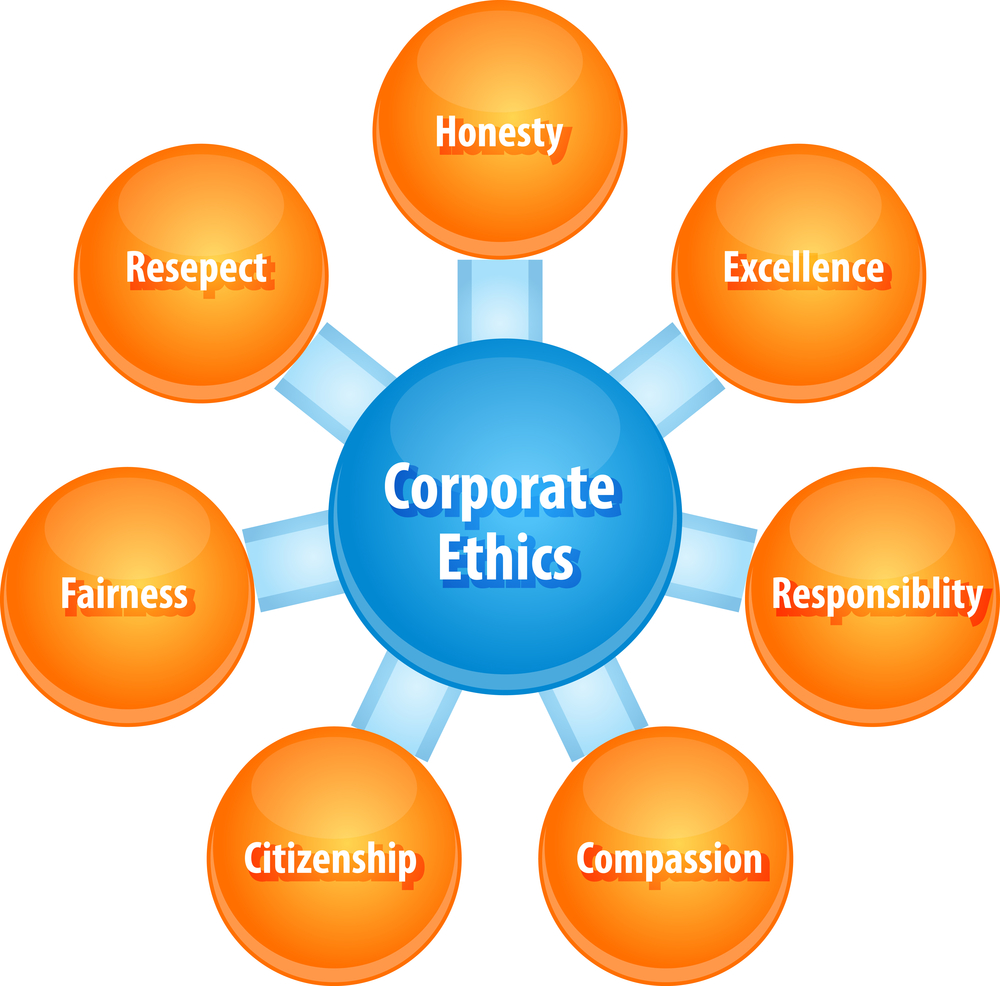 Honesty
Resepect
Excellence
Corporate
Ethics
Fairness
Responsiblity
Citizenship
Compassion